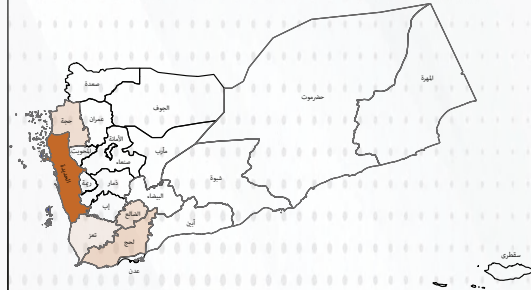 المهرة
صعدة
حضرموت
الجوف
حجة
عمران
الأمانة
المحويت
مأرب
صنعاء
الحديدة
شبوة
ريمة
ذمار
البيضاء
إب
الضالع
أبين
تعز
لحج
سقطرى
عدن